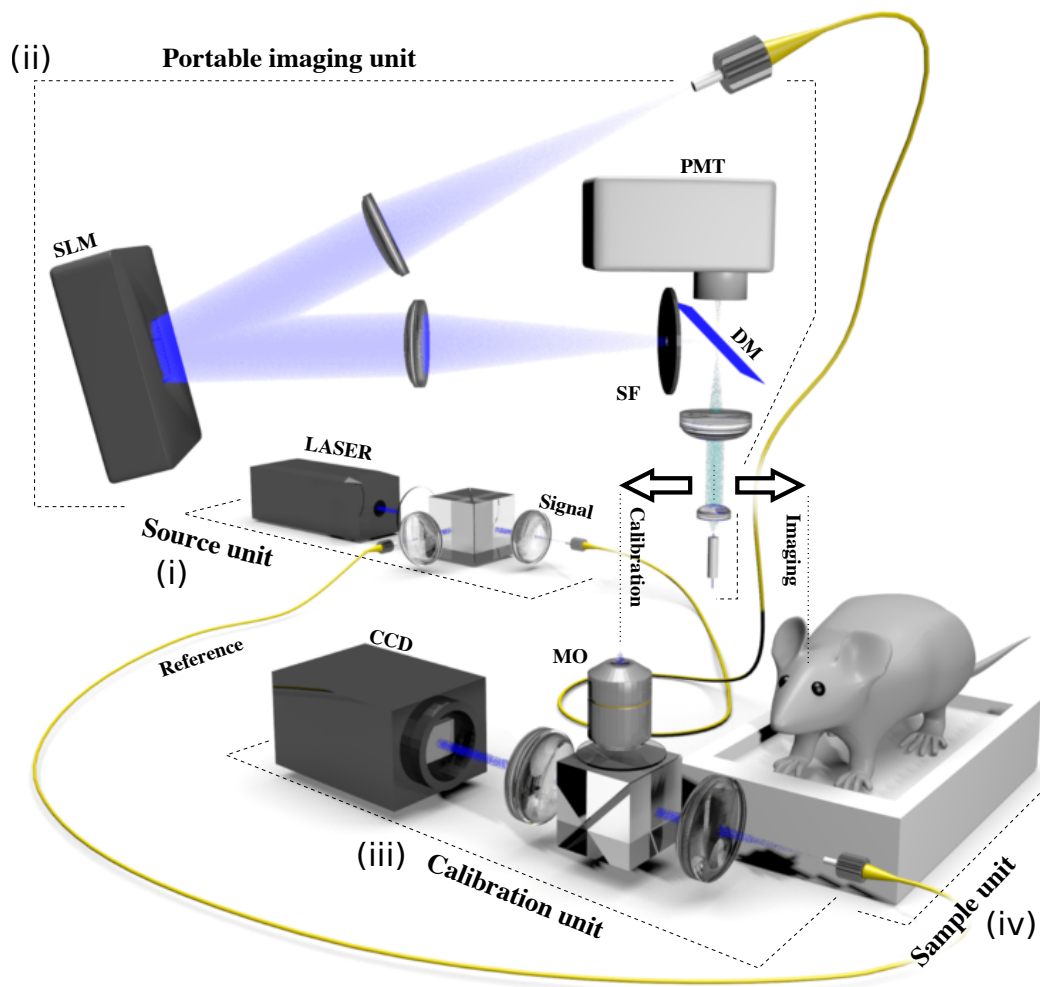 (ii)
Portable imaging unit
PMT
SLM
DM
SF
LASER
Signal
Source unit
(i)
Calibration
Imaging
Reference
CCD
MO
(iii)
Calibration unit
Sample unit
(iv)